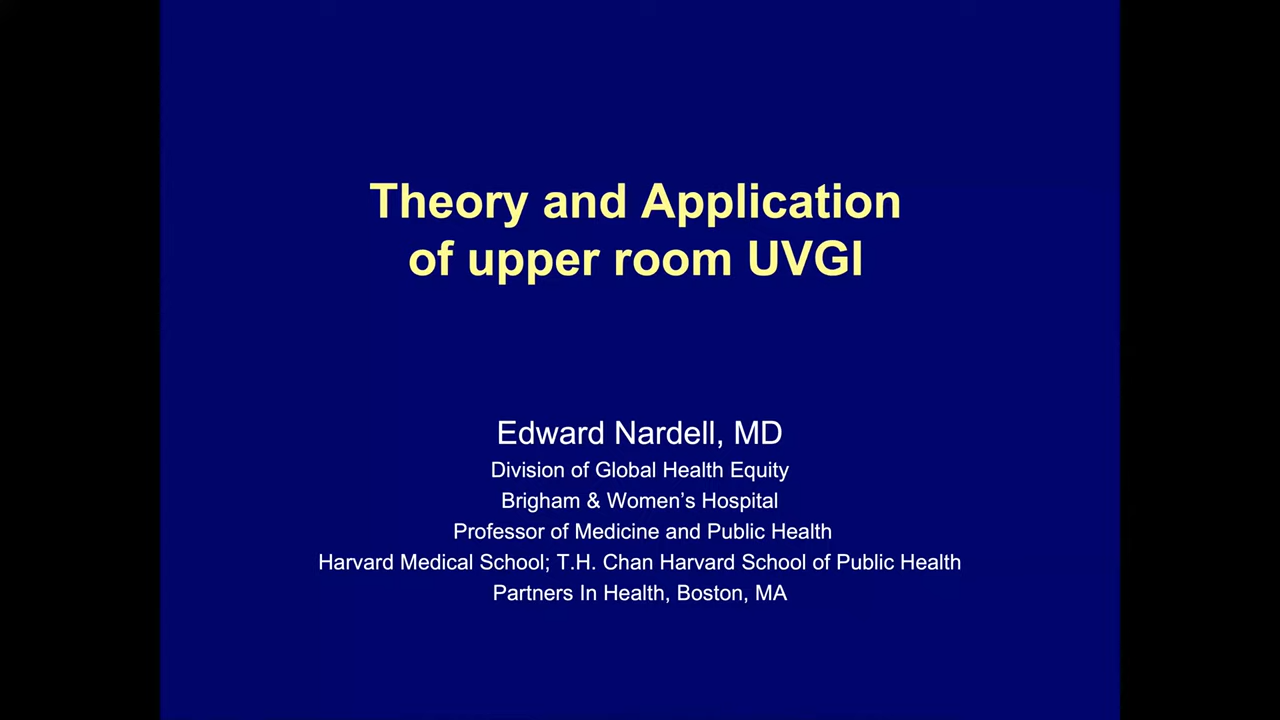 Theory and Application
of upper room UVGI
Edward Nardell, MD
Division of Global Health Equity
Brigham & Women’s Hospital
Professor of Medicine and Public Health
Harvard Medical School; T.H. Chan Harvard School of Public Health
Partners In Health, Boston, MA